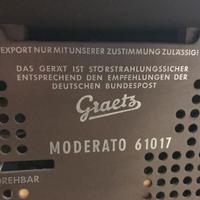 EXPORT NUR MIT UNSERER ZUSTIMMUNG ZULÄSSIG!
DAS GERÄT IST STÖRSTRAHLUNGSSICHER
ENTSPRECHEND DEN EMPFEHLUNGEN DER
DEUTSCHEN BUNDESPOST
Graetz
MODERATO 61017
DREHBAR